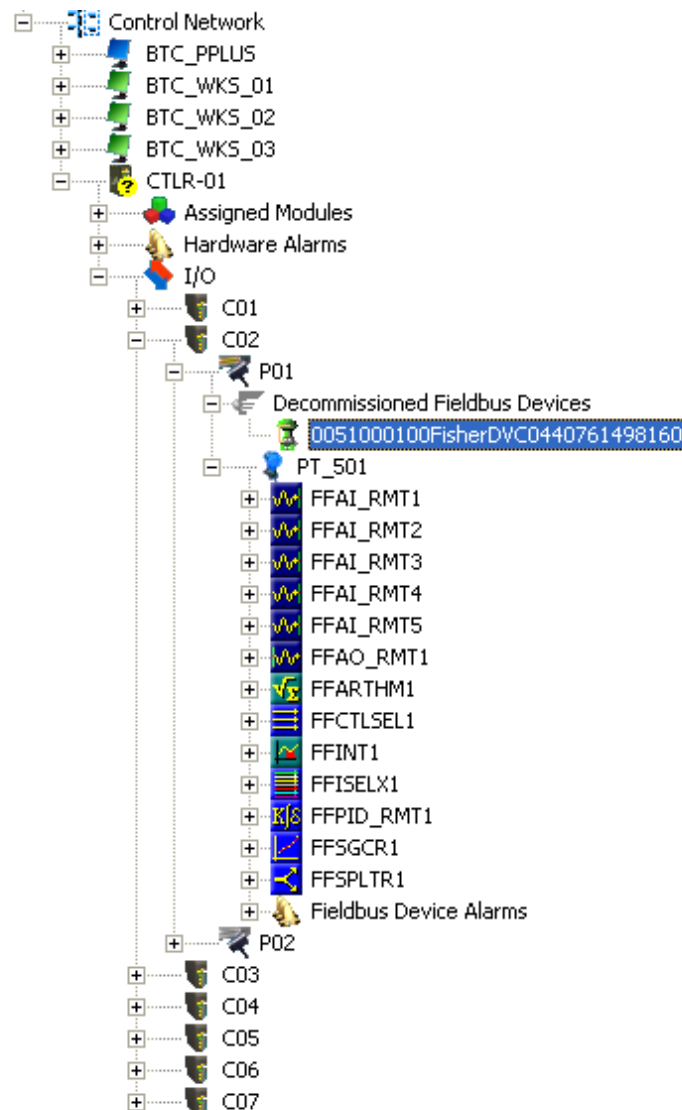 Control Network
BTC_PPLUS
BTC_WKS_01
BTC_WKS_02
BTC_WKS_03
CTLR-01
Assigned Modules
Hardware Alarms
I/O
C01
C02
P01
Decommissioned Fieldbus Devices
0051000100FisherDVC0440761498160
PT_501
FFAI_RMT1
FFAI_RMT2
FFAI_RMT3
FFAI_RMT4
FFAI_RMT5
FFAO_RMT1
FFARTHM1
FFCTLSEL1
FFINT1
FFISELX1
FFPID_RMT1
FFSGCR1
FFSPLTR1
Fieldbus Device Alarms
P02
C03
C04
C05
C06
C07